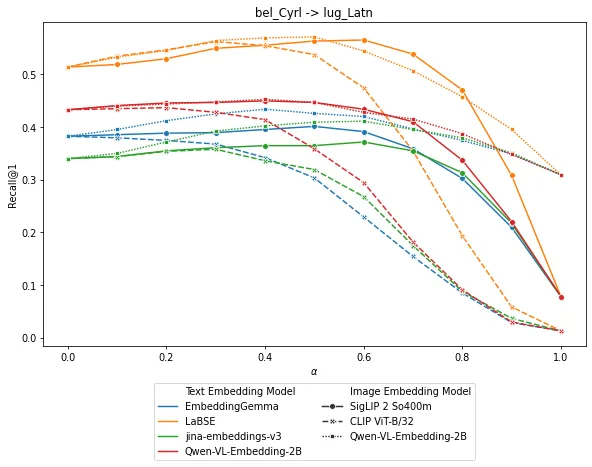 bel_Cyrl -> lug_Latn
Recall@1
0.5
0.4
0.3
0.2
0.1
0.0
0.0 0.2 0.4 0.6 0.8 1.0
α
Text Embedding Model
EmbeddingGemma
LaBSE
jina-embeddings-v3
Qwen-VL-Embedding-2B
Image Embedding Model
SigLIP 2 So400m
CLIP ViT-B/32
Qwen-VL-Embedding-2B